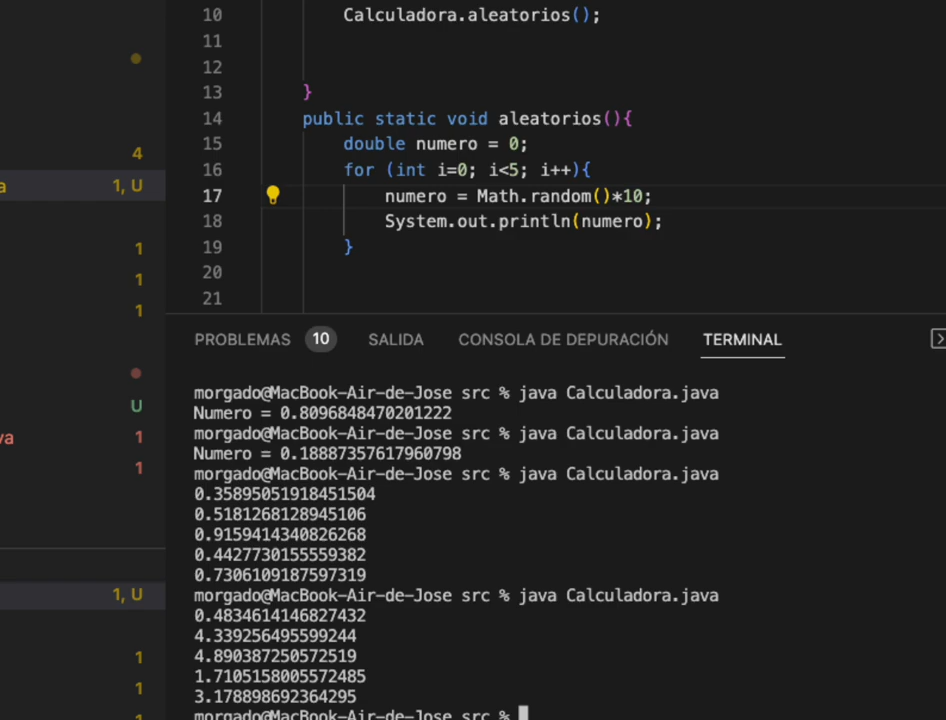 10 Calculadora.aleatorios();
11
12
13 }
14 public static void aleatorios(){
15 double numero = 0;
16 for (int i=0; i<5; i++){
17 numero = Math.random()*10;
18 System.out.println(numero);
19 }
20
21
4
a 1, U
1
1
1
U
va 1
1
1, U
1
1
1
PROBLEMAS 10 SALIDA CONSOLA DE DEPURACIÓN TERMINAL
morgado@MacBook-Air-de-Jose src % java Calculadora.java
Numero = 0.8096848470201222
morgado@MacBook-Air-de-Jose src % java Calculadora.java
Numero = 0.18887357617960798
morgado@MacBook-Air-de-Jose src % java Calculadora.java
0.35895051918451504
0.5181268128945106
0.9159414340826268
0.4427730155559382
0.7306109187597319
morgado@MacBook-Air-de-Jose src % java Calculadora.java
0.4834614146827432
4.339256495599244
4.890387250572519
1.7105158005572485
3.178898692364295
morgado@MacBook-Air-de-Jose src %